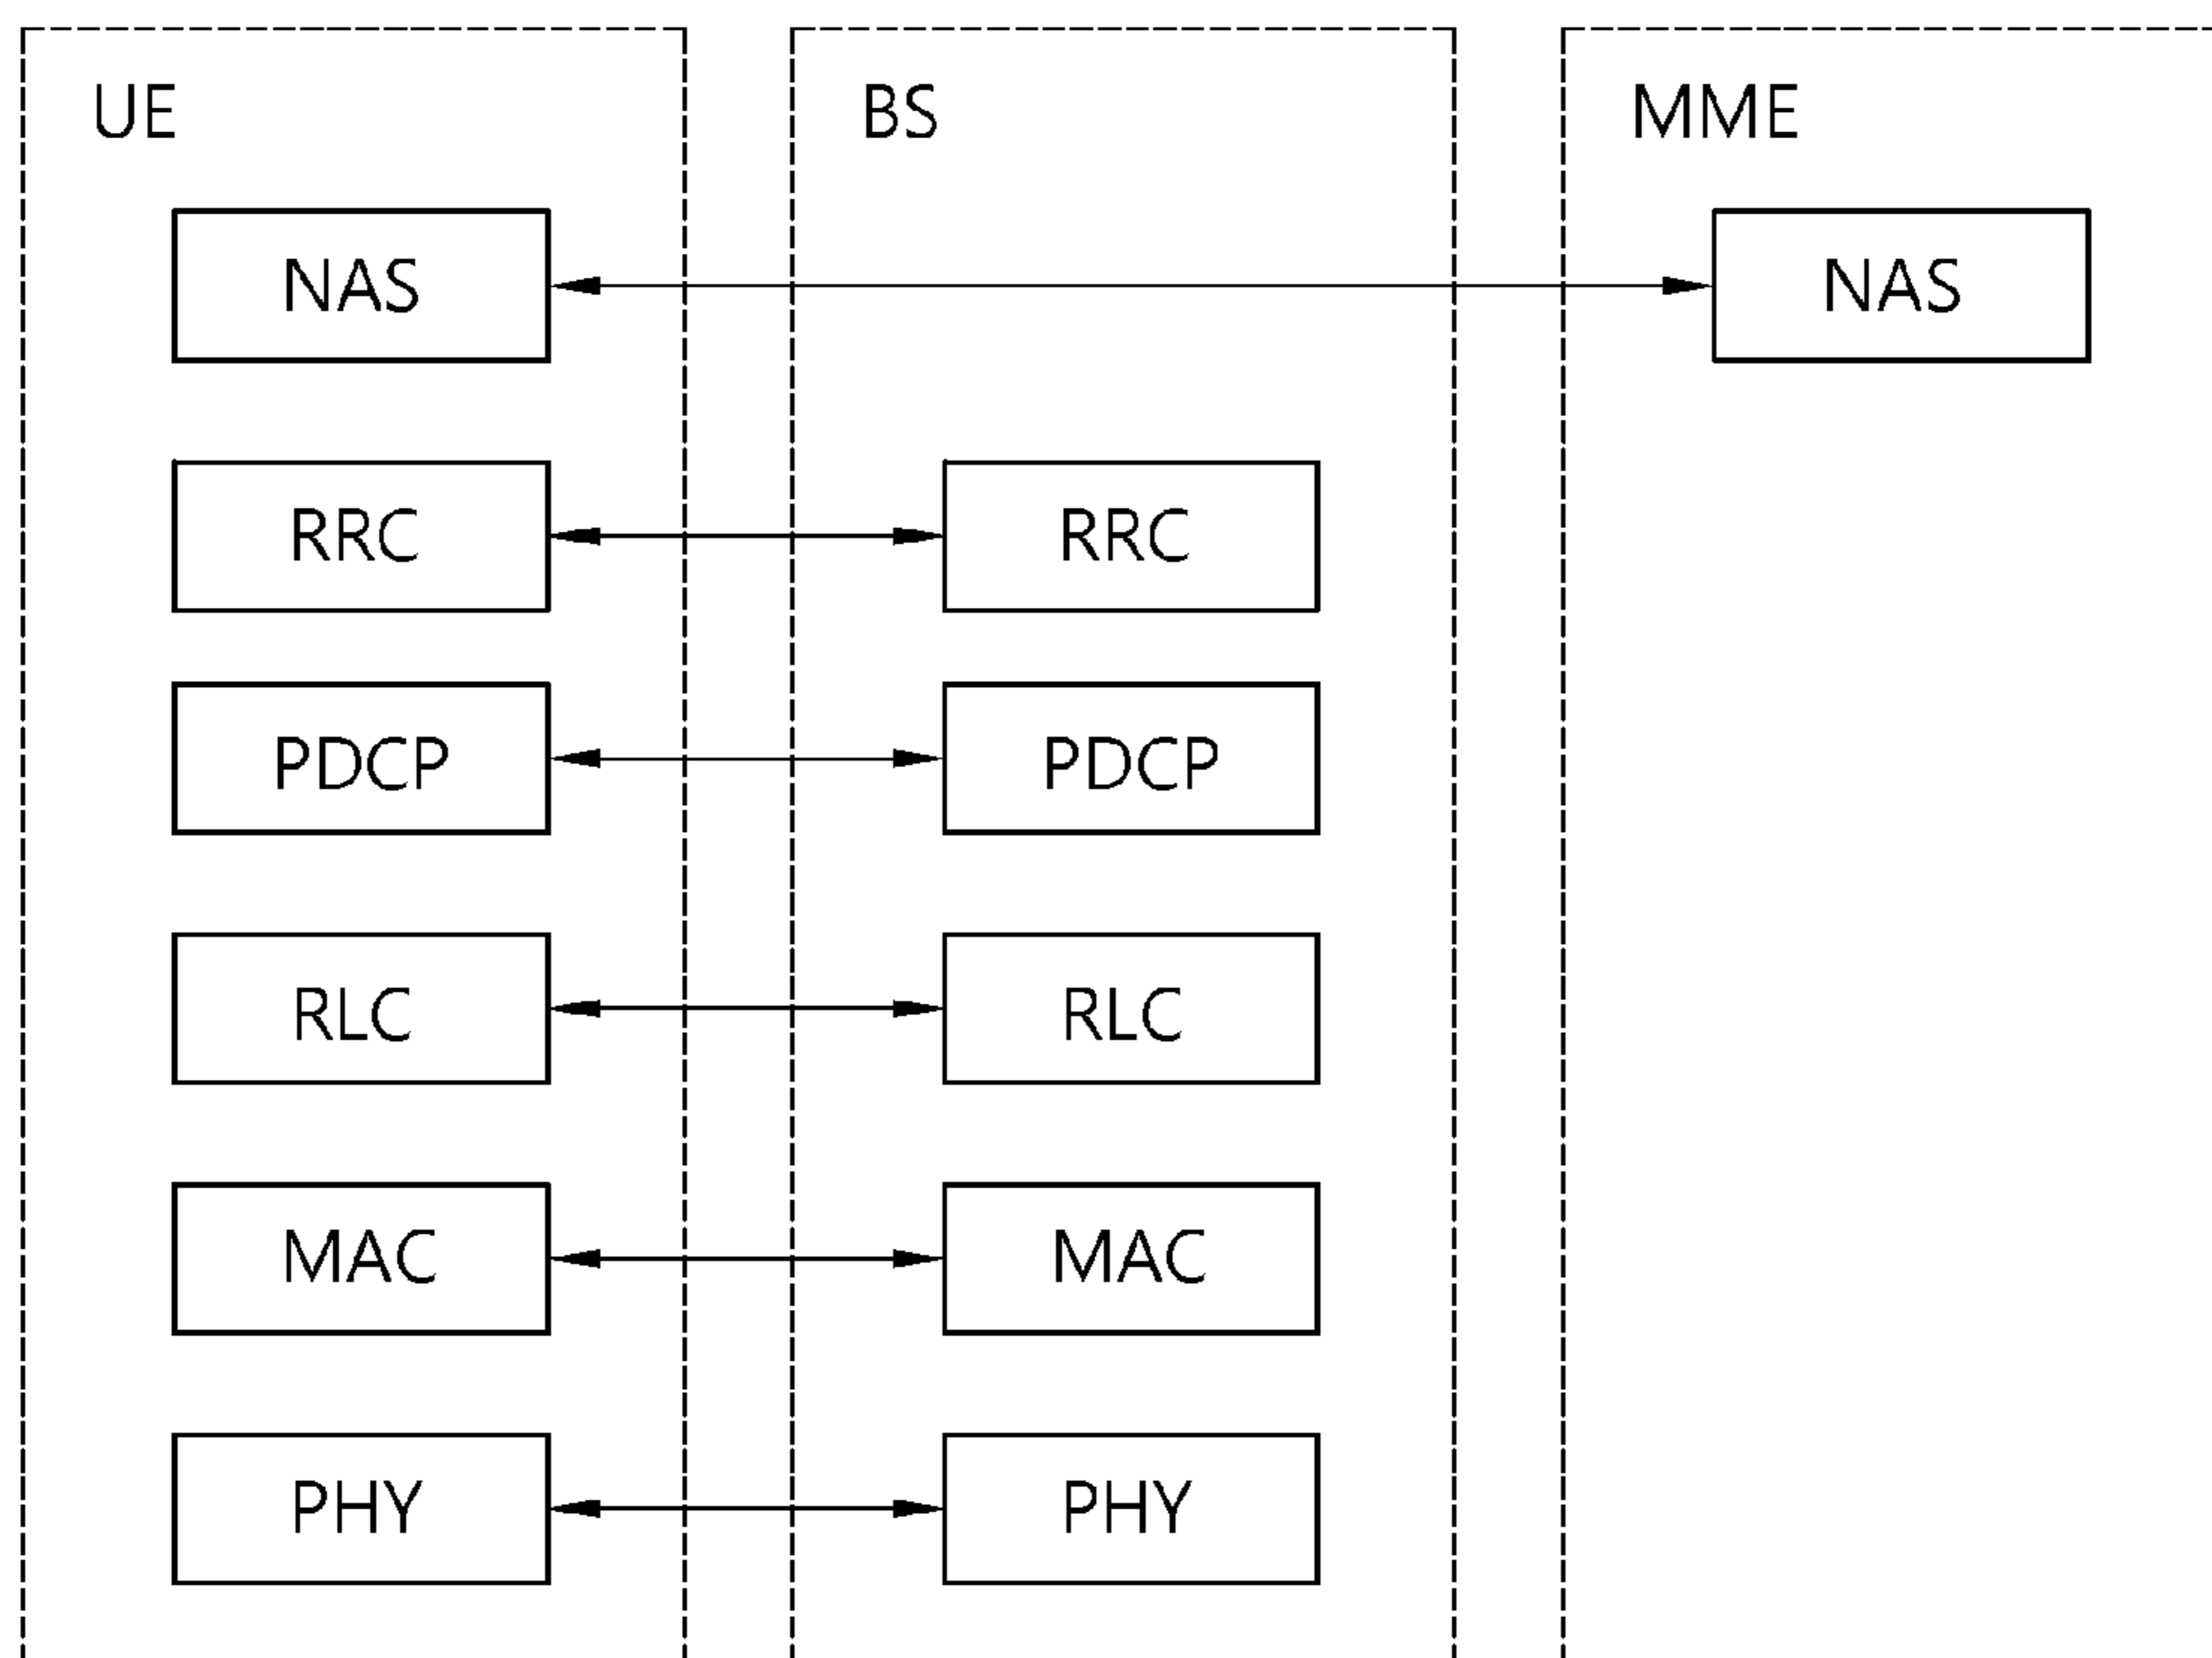 UE BS MME
NAS NAS
RRC RRC
PDCP PDCP
RLC RLC
MAC MAC
PHY PHY